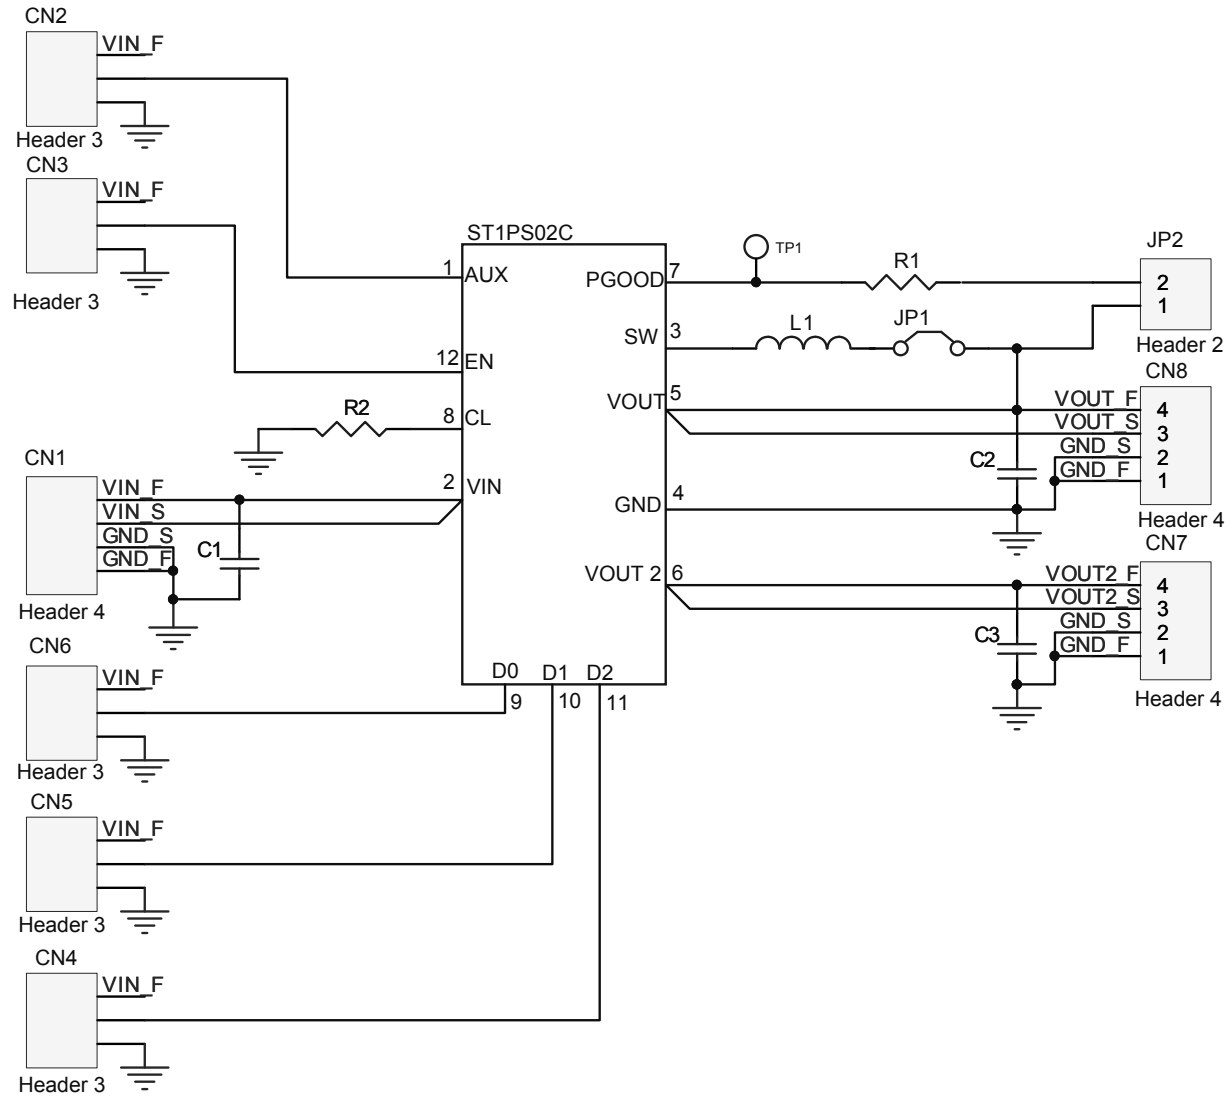 CN2
VIN_F
Header 3
CN3
VIN_F
Header 3
ST1PS02C
1
AUX
12
EN
R2
8
CL
CN1
VIN_F
VIN_S
GND_S
GND_F
C1
2
VIN
Header 4
CN6
VIN_F
Header 3
D0
9
D1
10
D2
11
CN5
VIN_F
Header 3
CN4
VIN_F
Header 3
PGOOD
7
TP1
R1
JP2
2
1
Header 2
SW
3
L1
JP1
CN8
VOUT
5
VOUT_F
4
VOUT_S
3
GND_S
2
GND_F
1
C2
GND
4
Header 4
CN7
VOUT 2
6
VOUT2_F
4
VOUT2_S
3
GND_S
2
GND_F
1
C3
Header 4